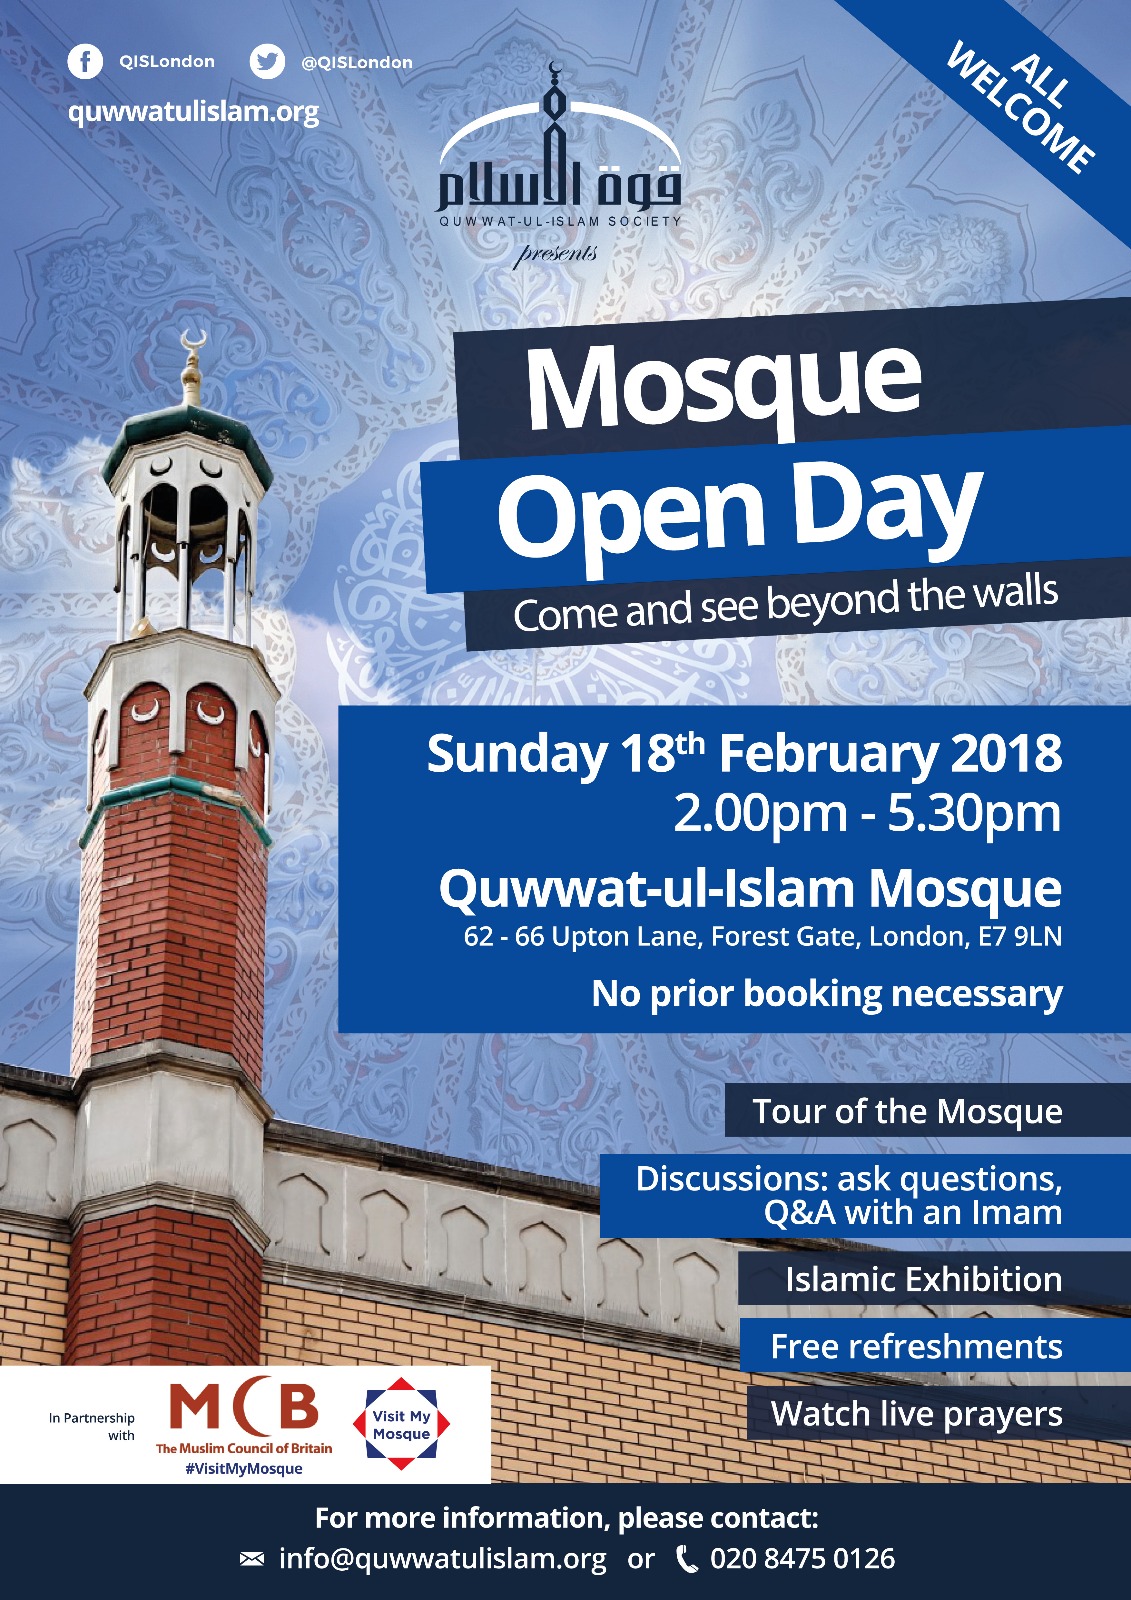 QISLondon @QISLondon
quwwatulislam.org
ALL
WELCOME
قوة الإسلام
QUWWAT-UL-ISLAM SOCIETY
presents
Mosque
Open Day
Come and see beyond the walls
Sunday 18th February 2018
2.00pm - 5.30pm
Quwwat-ul-Islam Mosque
62 - 66 Upton Lane, Forest Gate, London, E7 9LN
No prior booking necessary
Tour of the Mosque
Discussions: ask questions,
Q&A with an Imam
Islamic Exhibition
Free refreshments
Watch live prayers
In Partnership
with
MCB
The Muslim Council of Britain
#VisitMyMosque
Visit My
Mosque
For more information, please contact:
info@quwwatulislam.org or 020 8475 0126